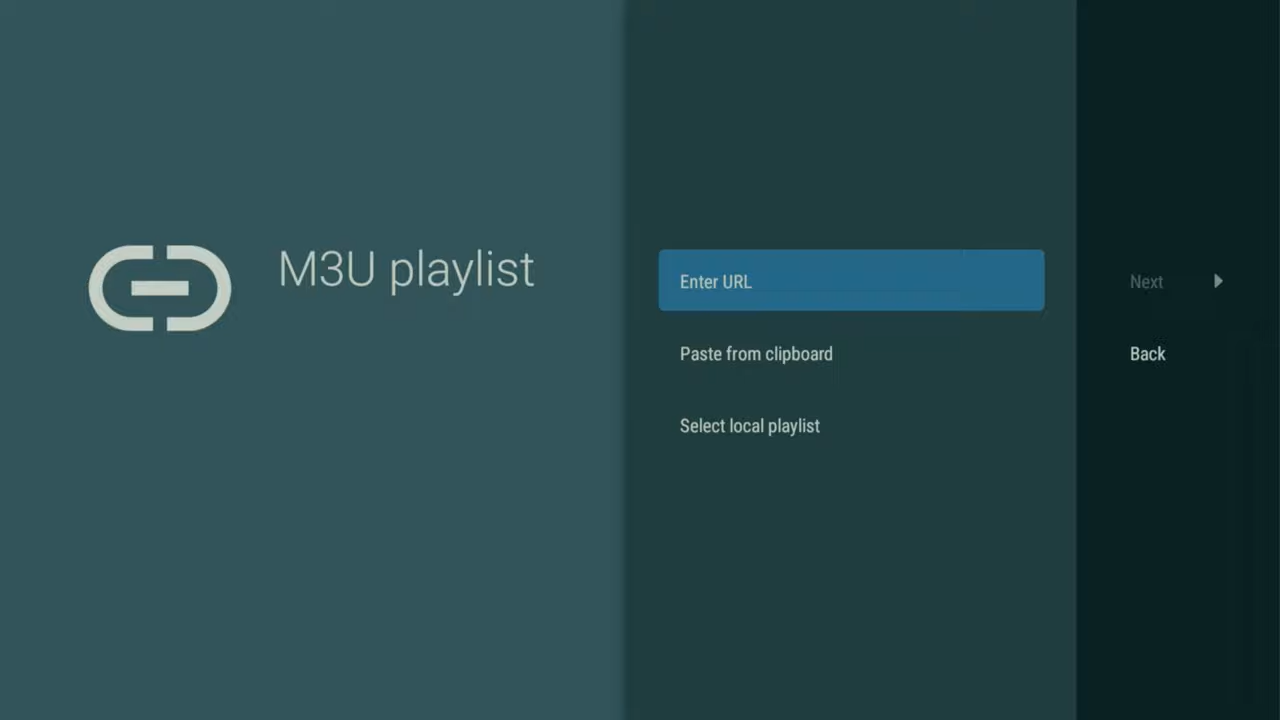 M3U playlist
Enter URL
Paste from clipboard
Select local playlist
Next
Back